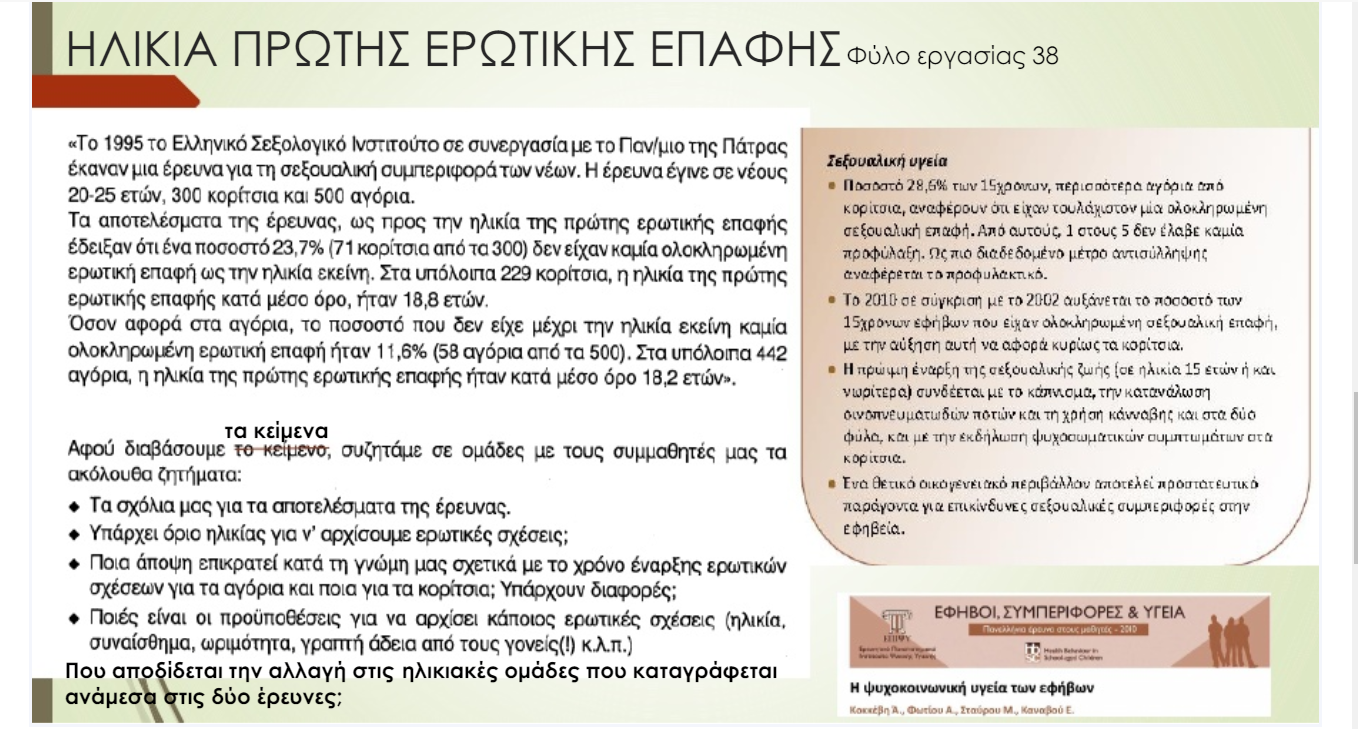 ΗΛΙΚΙΑ ΠΡΩΤΗΣ ΕΡΩΤΙΚΗΣ ΕΠΑΦΗΣ Φύλο εργασίας 38
«Το 1995 το Ελληνικό Σεξολογικό Ινστιτούτο σε συνεργασία με το Παν/μιο της Πάτρας
έκαναν μια έρευνα για τη σεξουαλική συμπεριφορά των νέων. Η έρευνα έγινε σε νέους
20-25 ετών, 300 κορίτσια και 500 αγόρια.
Τα αποτελέσματα της έρευνας, ως προς την ηλικία της πρώτης ερωτικής επαφής
έδειξαν ότι ένα ποσοστό 23,7% (71 κορίτσια από τα 300) δεν είχαν καμία ολοκληρωμένη
ερωτική επαφή ως την ηλικία εκείνη. Στα υπόλοιπα 229 κορίτσια, η ηλικία της πρώτης
ερωτικής επαφής κατά μέσο όρο, ήταν 18,8 ετών.
Όσον αφορά στα αγόρια, το ποσοστό που δεν είχε μέχρι την ηλικία εκείνη καμία
ολοκληρωμένη ερωτική επαφή ήταν 11,6% (58 αγόρια από τα 500). Στα υπόλοιπα 442
αγόρια, η ηλικία της πρώτης ερωτικής επαφής ήταν κατά μέσο όρο 18,2 ετών».
τα κείμενα
Αφού διαβάσουμε το κείμενο, συζητάμε σε ομάδες με τους συμμαθητές μας τα
ακόλουθα ζητήματα:
◆ Τα σχόλια μας για τα αποτελέσματα της έρευνας.
◆ Υπάρχει όριο ηλικίας για ν' αρχίσουμε ερωτικές σχέσεις;
◆ Ποια άποψη επικρατεί κατά τη γνώμη μας σχετικά με το χρόνο έναρξης ερωτικών
σχέσεων για τα αγόρια και ποια για τα κορίτσια; Υπάρχουν διαφορές;
◆ Ποιές είναι οι προϋποθέσεις για να αρχίσει κάποιος ερωτικές σχέσεις (ηλικία,
συναίσθημα, ωριμότητα, γραπτή άδεια από τους γονείς(!) κ.λ.π.)
Που αποδίδεται την αλλαγή στις ηλικιακές ομάδες που καταγράφεται
ανάμεσα στις δύο έρευνες;
Σεξουαλική υγεία
Ποσοστό 28,6% των 15χρονων, περισσότερα αγόρια από
κορίτσια, αναφέρουν ότι είχαν τουλάχιστον μία ολοκληρωμένη
σεξουαλική επαφή. Από αυτούς, 1 στους 5 δεν έλαβε καμία
προφύλαξη. Ως πιο διαδεδομένο μέτρο αντισύλληψης
αναφέρεται το προφυλακτικό.
Το 2010 σε σύγκριση με το 2002 αυξάνεται το ποσοστό των
15χρονων εφήβων που είχαν ολοκληρωμένη σεξουαλική επαφή,
με την αύξηση αυτή να αφορά κυρίως τα κορίτσια.
Η πρώιμη έναρξη της σεξουαλικής ζωής (σε ηλικία 15 ετών ή και
νωρίτερα) συνδέεται με το κάπνισμα, την κατανάλωση
οινοπνευματωδών ποτών και τη χρήση κάνναβης και στα δύο
φύλα, και με την εκδήλωση ψυχοσωματικών συμπτωμάτων στα
κορίτσια.
Ένα θετικό οικογενειακό περιβάλλον αποτελεί προστατευτικό
παράγοντα για επικίνδυνες σεξουαλικές συμπεριφορές στην
εφηβεία.
ΕΦΗΒΟΙ, ΣΥΜΠΕΡΙΦΟΡΕΣ & ΥΓΕΙΑ
Πανελλήνια έρευνα στους μαθητές - 2010
ΕΠΙΨΥ
Health Behaviour in
School-aged Children
Η ψυχοκοινωνική υγεία των εφήβων
Κοκκέβη Ά., Φωτίου Α., Σταύρου Μ., Καναβού Ε.